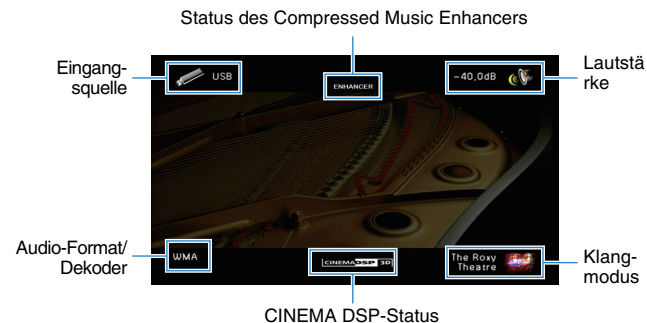 Status des Compressed Music Enhancers
Eingang-
squelle
USB
ENHANCER
-40,0dB
Lautstä
rke
Audio-Format/
Dekoder
WMA
CINEMA DSP 3D
The Roxy
Theatre
Klang-
modus
CINEMA DSP-Status